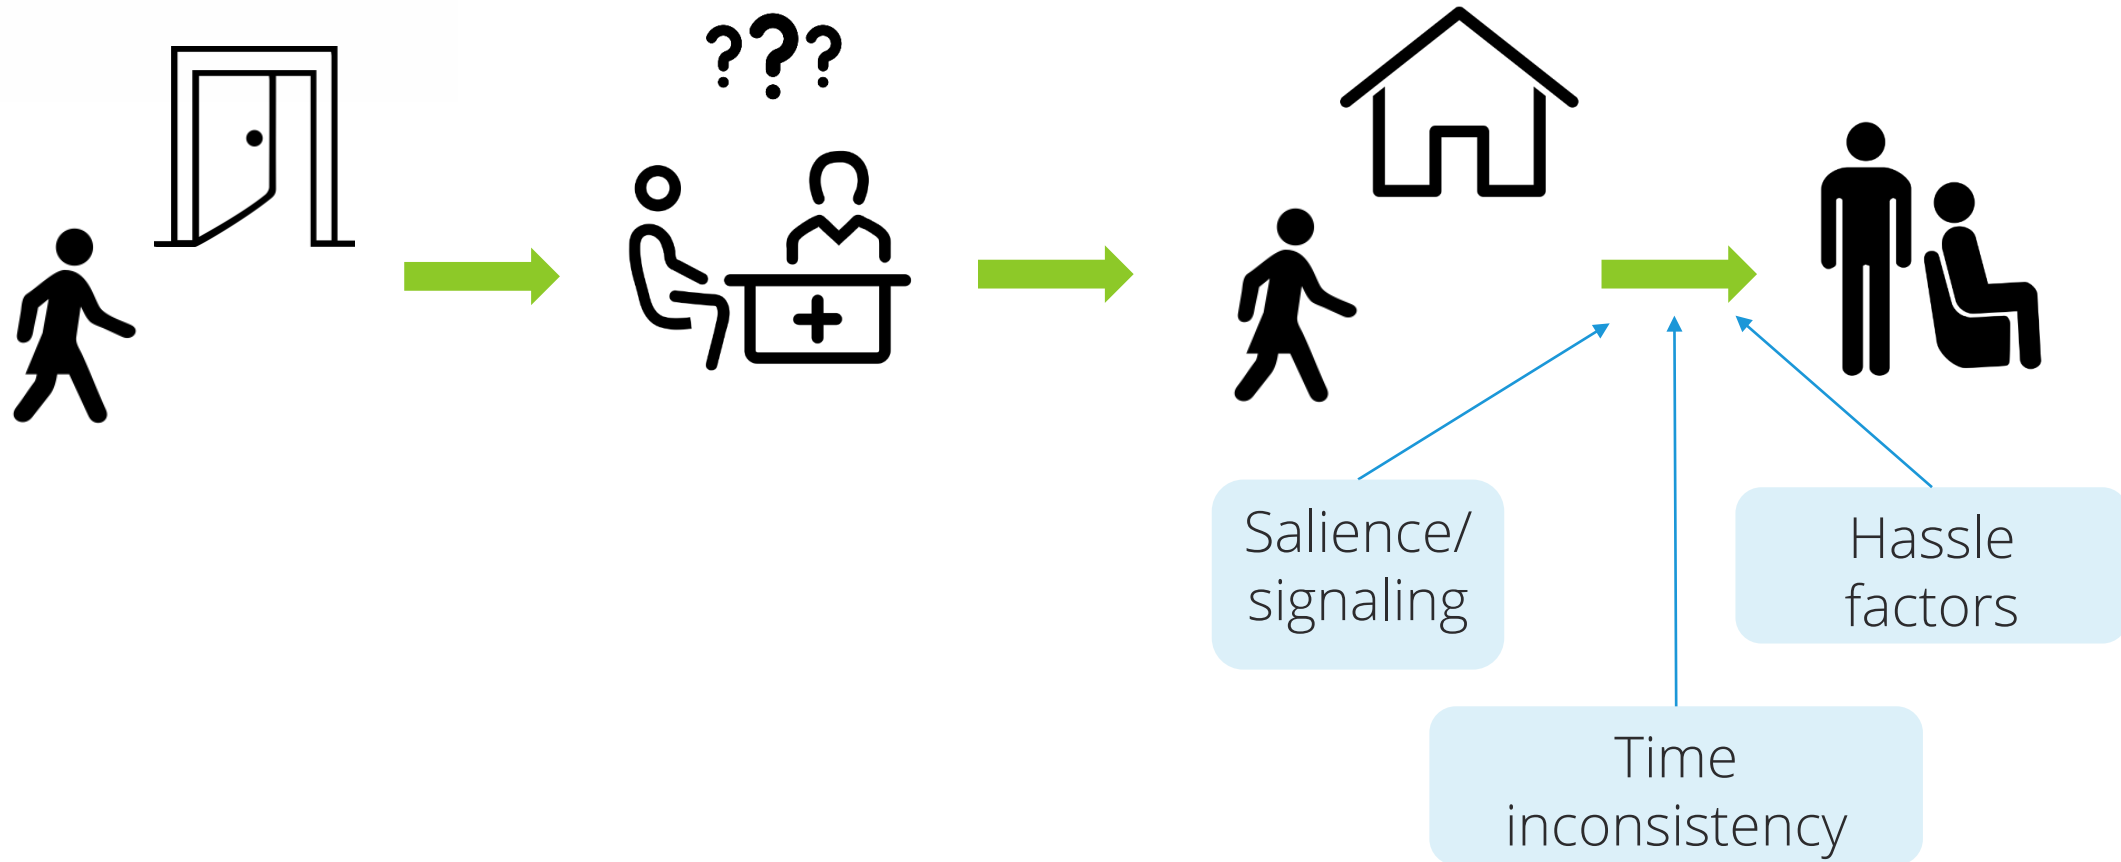 ???
Salience/
signaling
Hassle
factors
Time
inconsistency